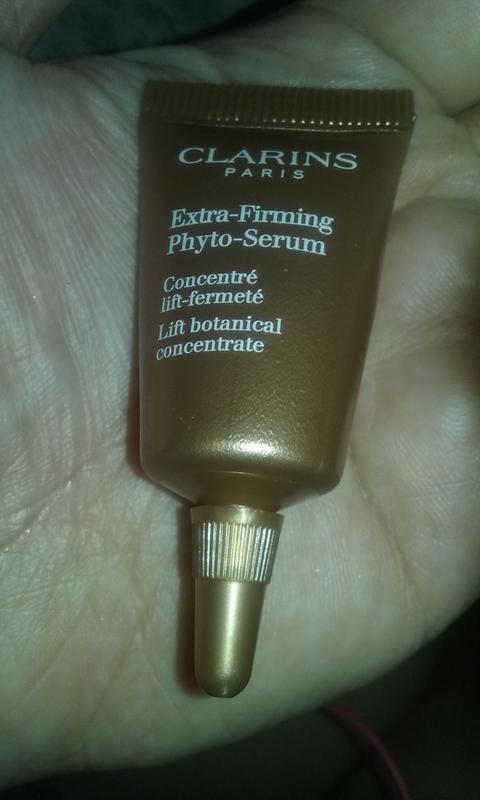 CLARINS
PARIS
Extra-Firming
Phyto-Serum
Concentré
lift-fermeté
Lift botanical
concentrate